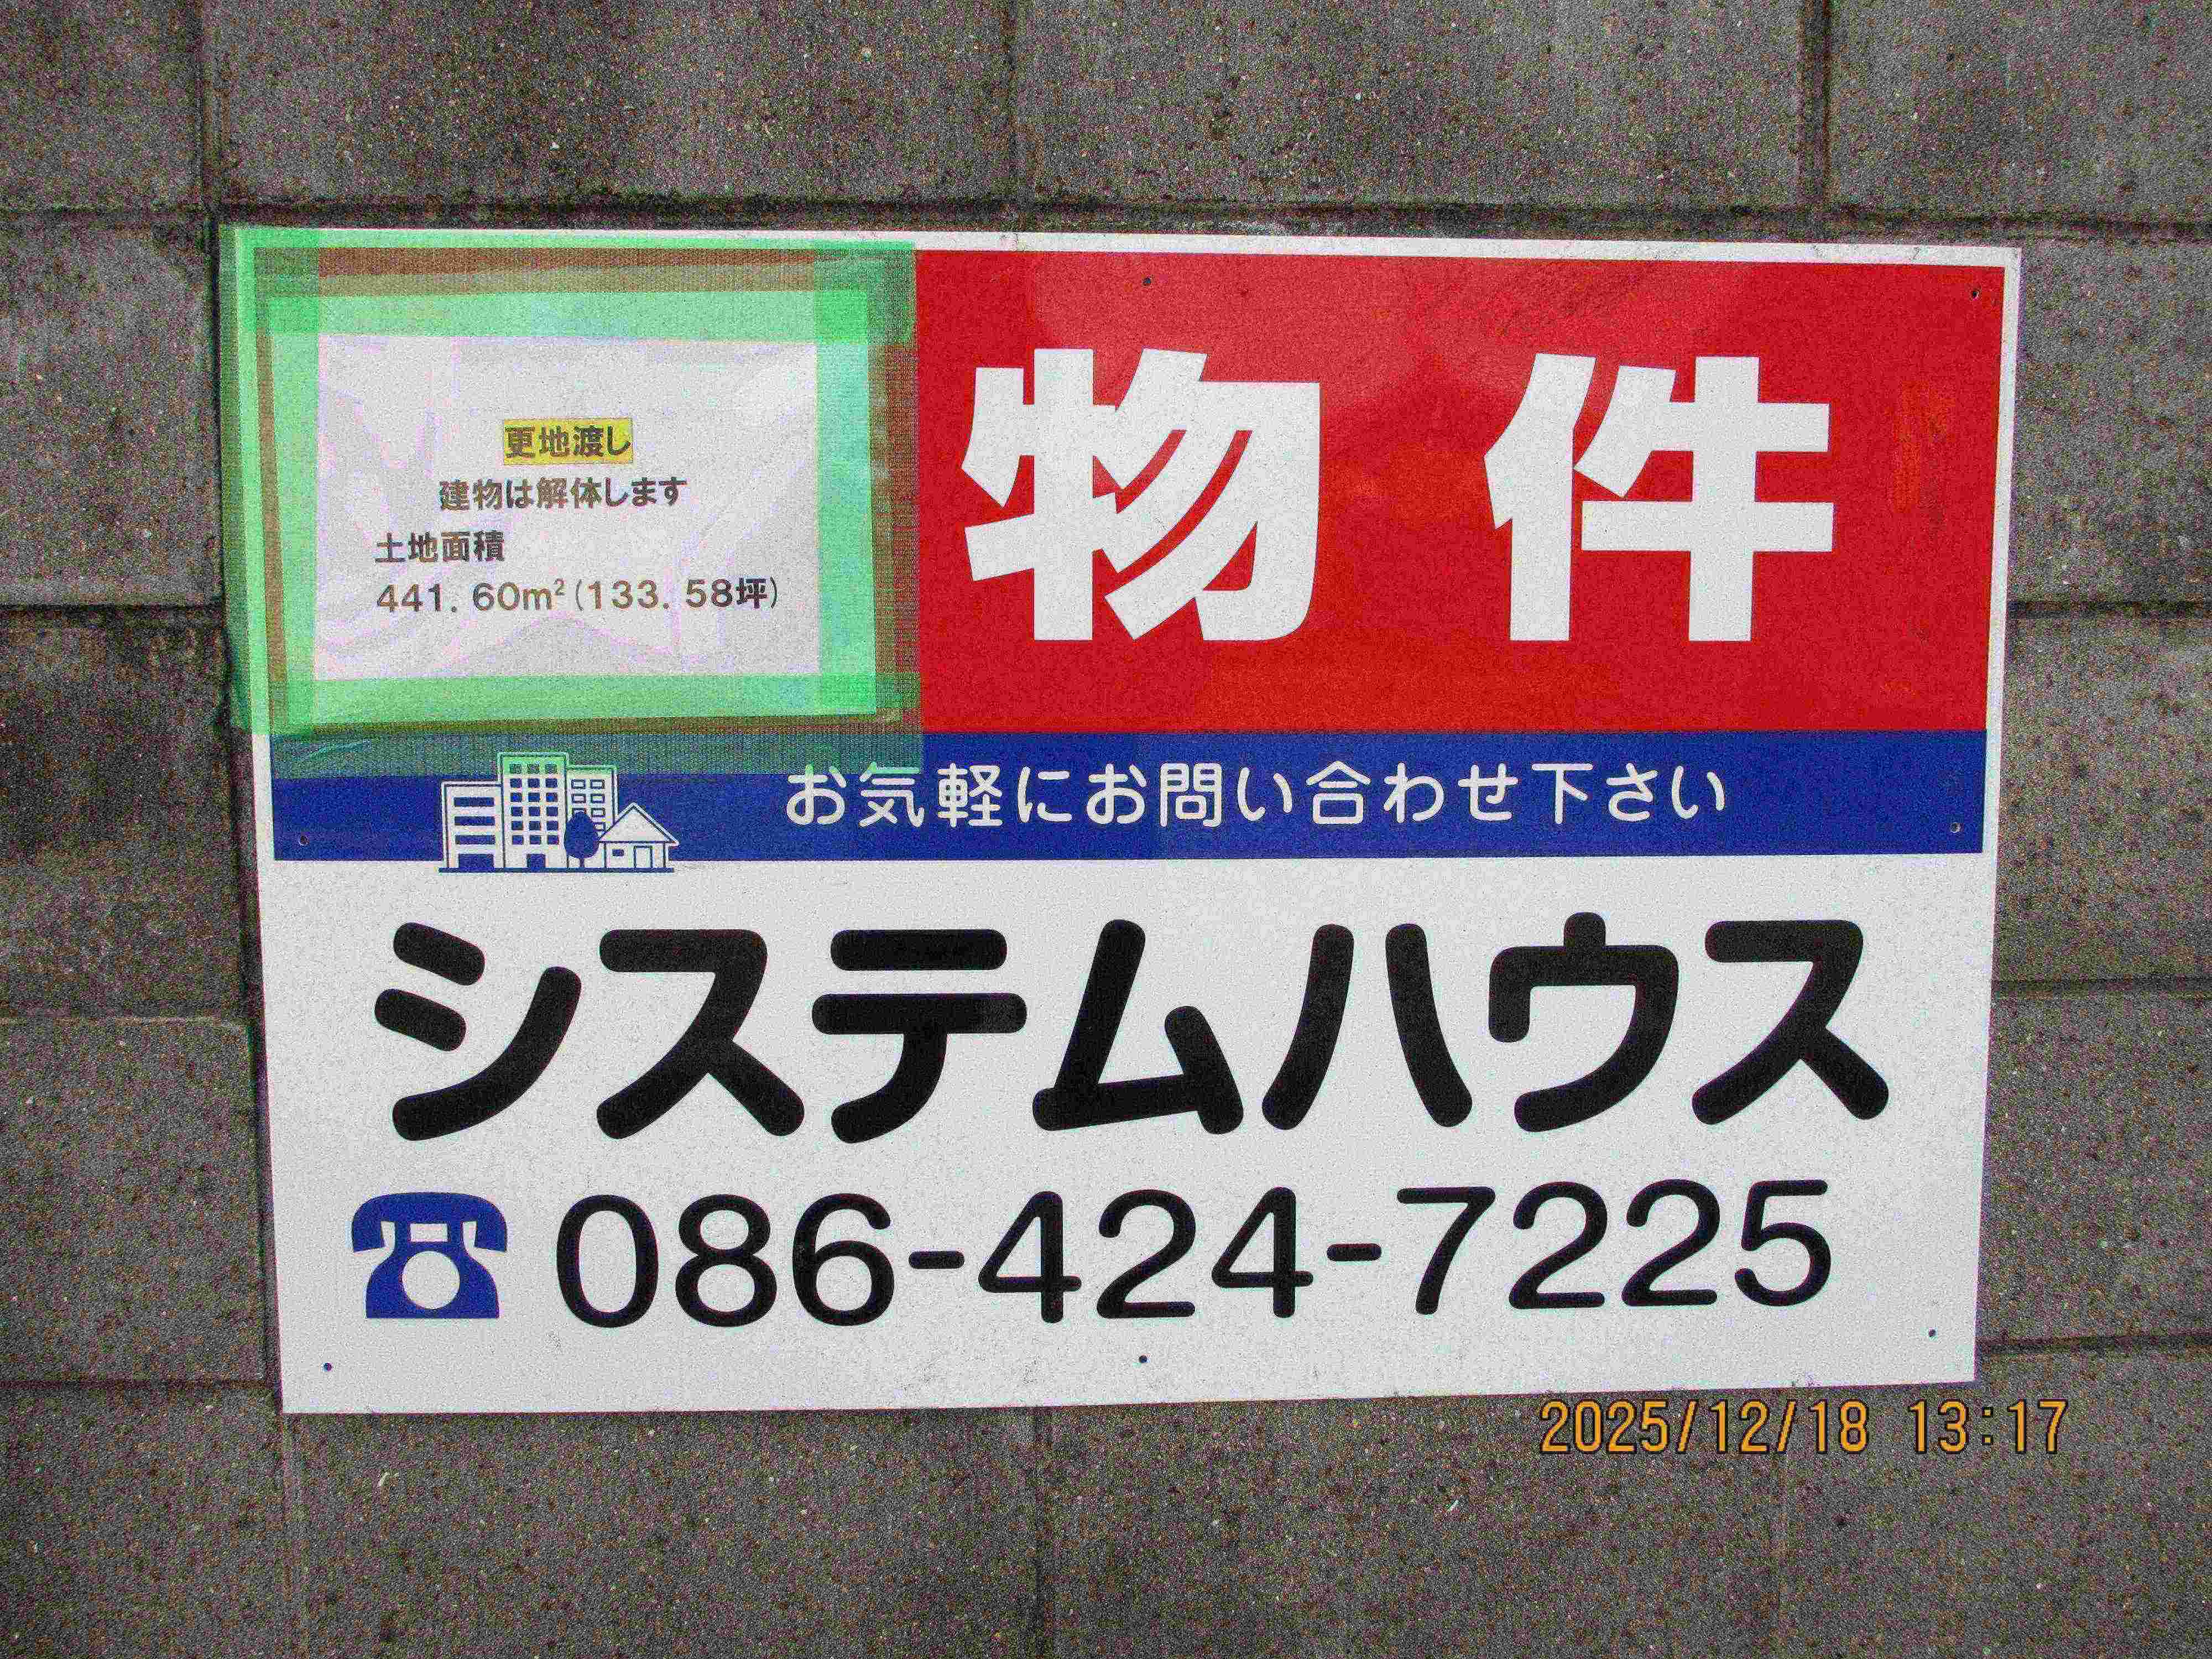 更地渡し
建物は解体します
土地面積
441.60m²(133.58坪)
物件
お気軽にお問い合わせ下さい
システムハウス
086-424-7225
2025/12/18 13:17